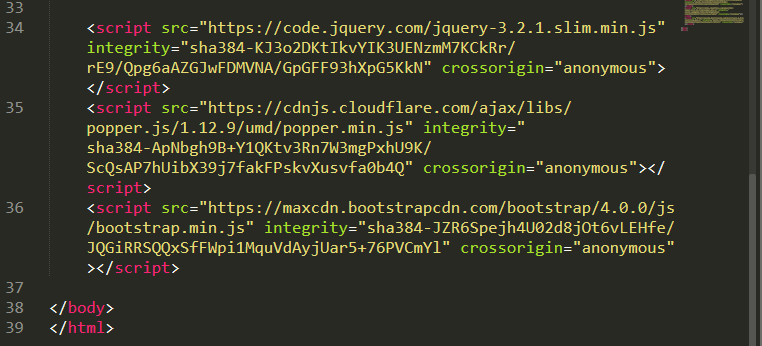 33
34 <script src="https://code.jquery.com/jquery-3.2.1.slim.min.js"
integrity="sha384-KJ3o2DKtIkvYIK3UENzmM7KCkRr/
rE9/Qpg6aAZGJwFDMVNA/GpGFF93hXpG5KkN" crossorigin="anonymous">
</script>
35 <script src="https://cdnjs.cloudflare.com/ajax/libs/
popper.js/1.12.9/umd/popper.min.js" integrity="
sha384-ApNbgh9B+Y1QKtv3Rn7W3mgPxhU9K/
ScQsAP7hUibX39j7fakFPskvXusvfa0b4Q" crossorigin="anonymous"></
script>
36 <script src="https://maxcdn.bootstrapcdn.com/bootstrap/4.0.0/js
/bootstrap.min.js" integrity="sha384-JZR6Spejh4U02d8jOt6vLEHfe/
JQGiRRSQQxSfFWpi1MquVdAyjUar5+76PVCmYl" crossorigin="anonymous"
></script>
37
38 </body>
39 </html>